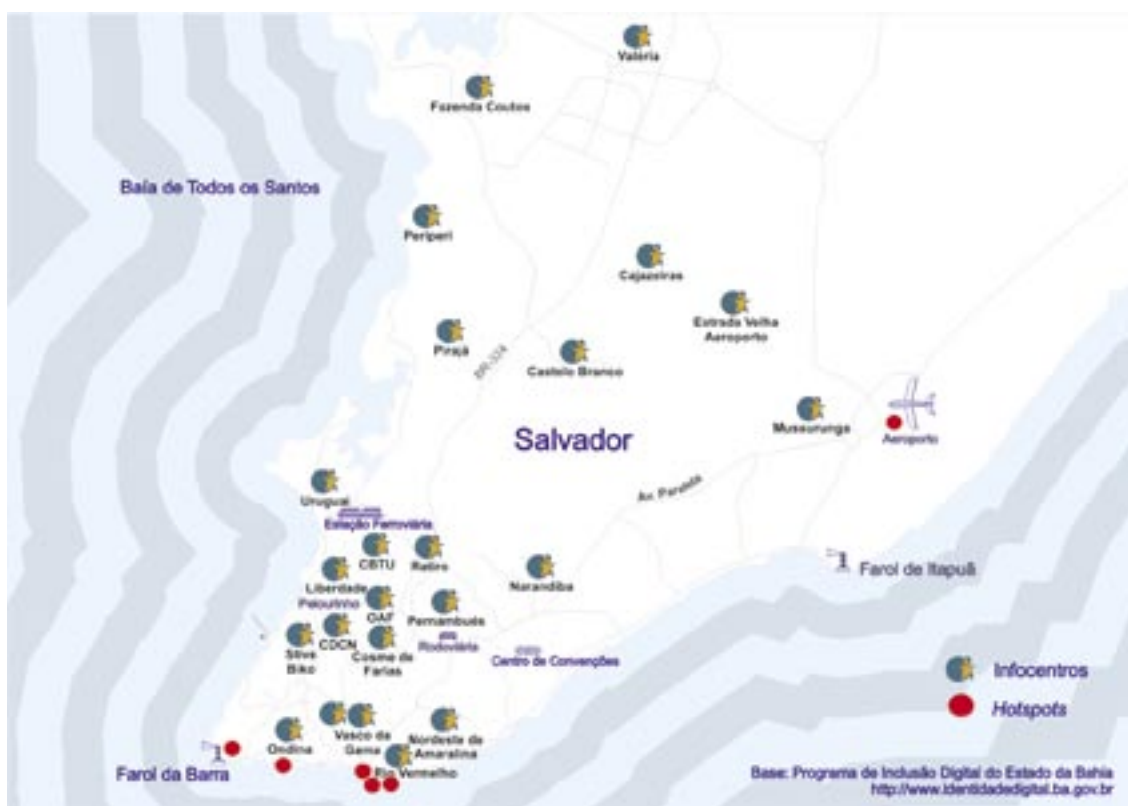 Valéria
Fazenda Coutos
Baía de Todos os Santos
Periperi
Cajazeiras
Estrada Velha
Aeroporto
Pirajá
BR-324
Castelo Branco
Mussurunga
Aeroporto
Salvador
Av. Paralela
Uruguai
Estação Ferroviária
CBTU
Retiro
Narandiba
Farol de Itapuã
Liberdade
Pelourinho
OAF
Pernambués
CDCN
Rodoviária
Stive
Biko
Cosme de
Farias
Centro de Convenções
Infocentros
Hotspots
Ondina
Vasco da
Gama
Nordeste de
Amaralina
Rio Vermelho
Farol da Barra
Base: Programa de Inclusão Digital do Estado da Bahia
http://www.identidadedigital.ba.gov.br